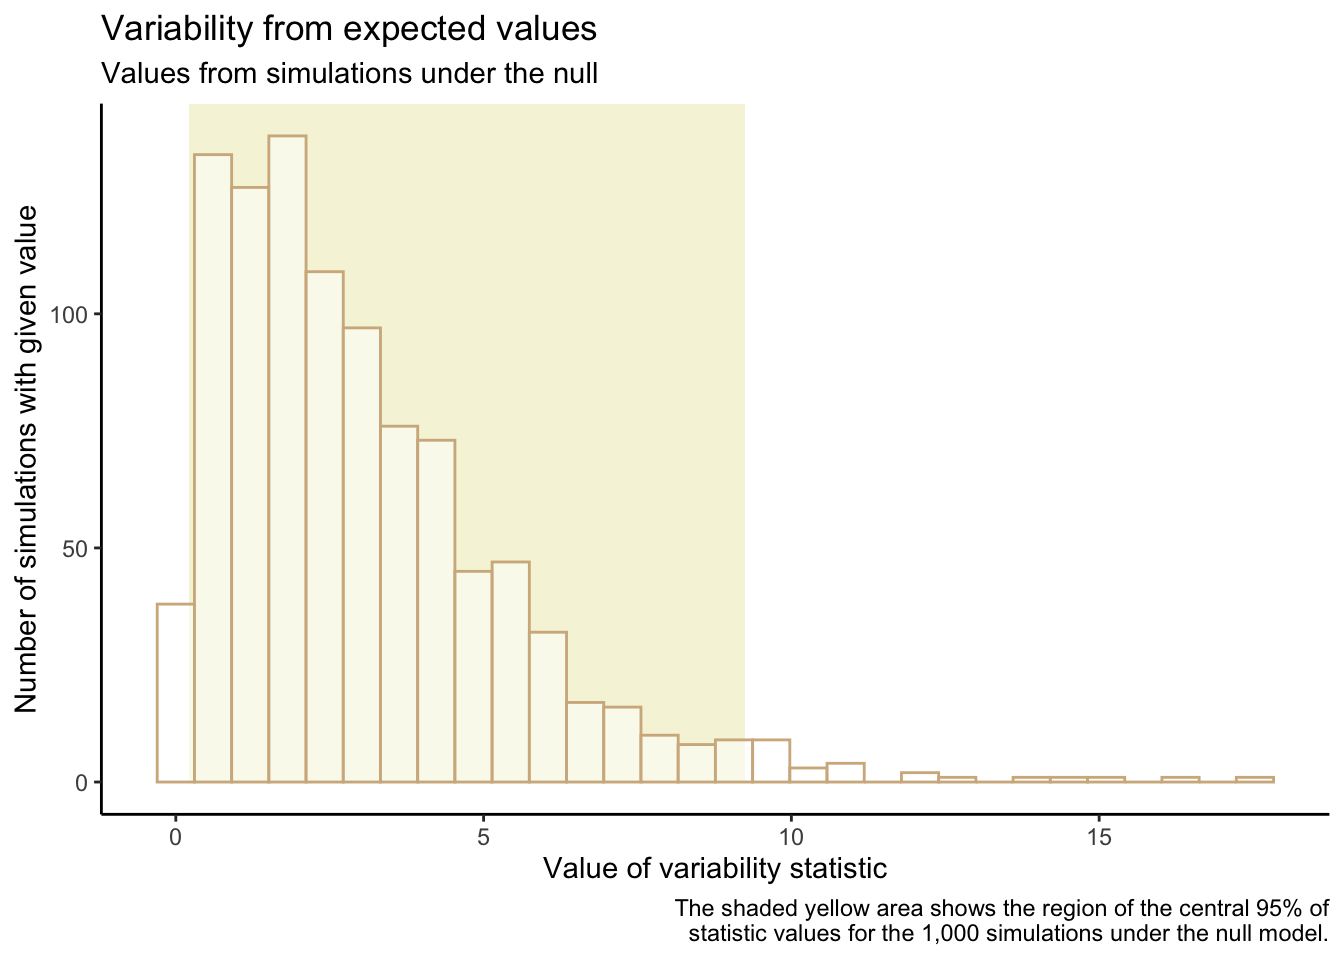 Variability from expected values
Values from simulations under the null
Number of simulations with given value
100
50
0
0
5
10
15
Value of variability statistic
The shaded yellow area shows the region of the central 95% of
statistic values for the 1,000 simulations under the null model.